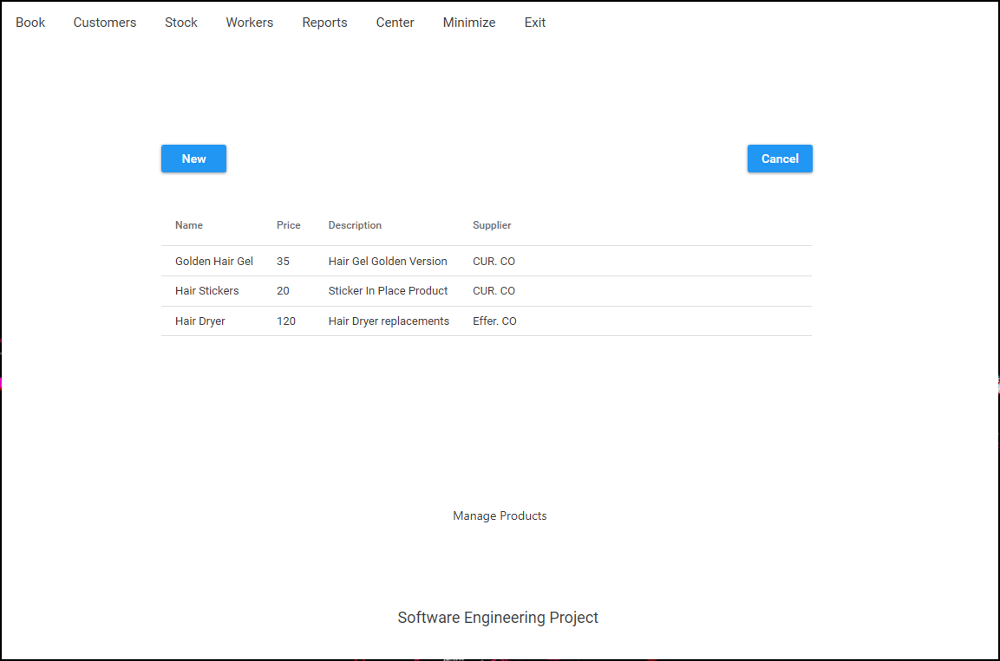 Book Customers Stock Workers Reports Center Minimize Exit
New Cancel
Name Price Description Supplier
Golden Hair Gel 35 Hair Gel Golden Version CUR. CO
Hair Stickers 20 Sticker In Place Product CUR. CO
Hair Dryer 120 Hair Dryer replacements Effer. CO
Manage Products
Software Engineering Project